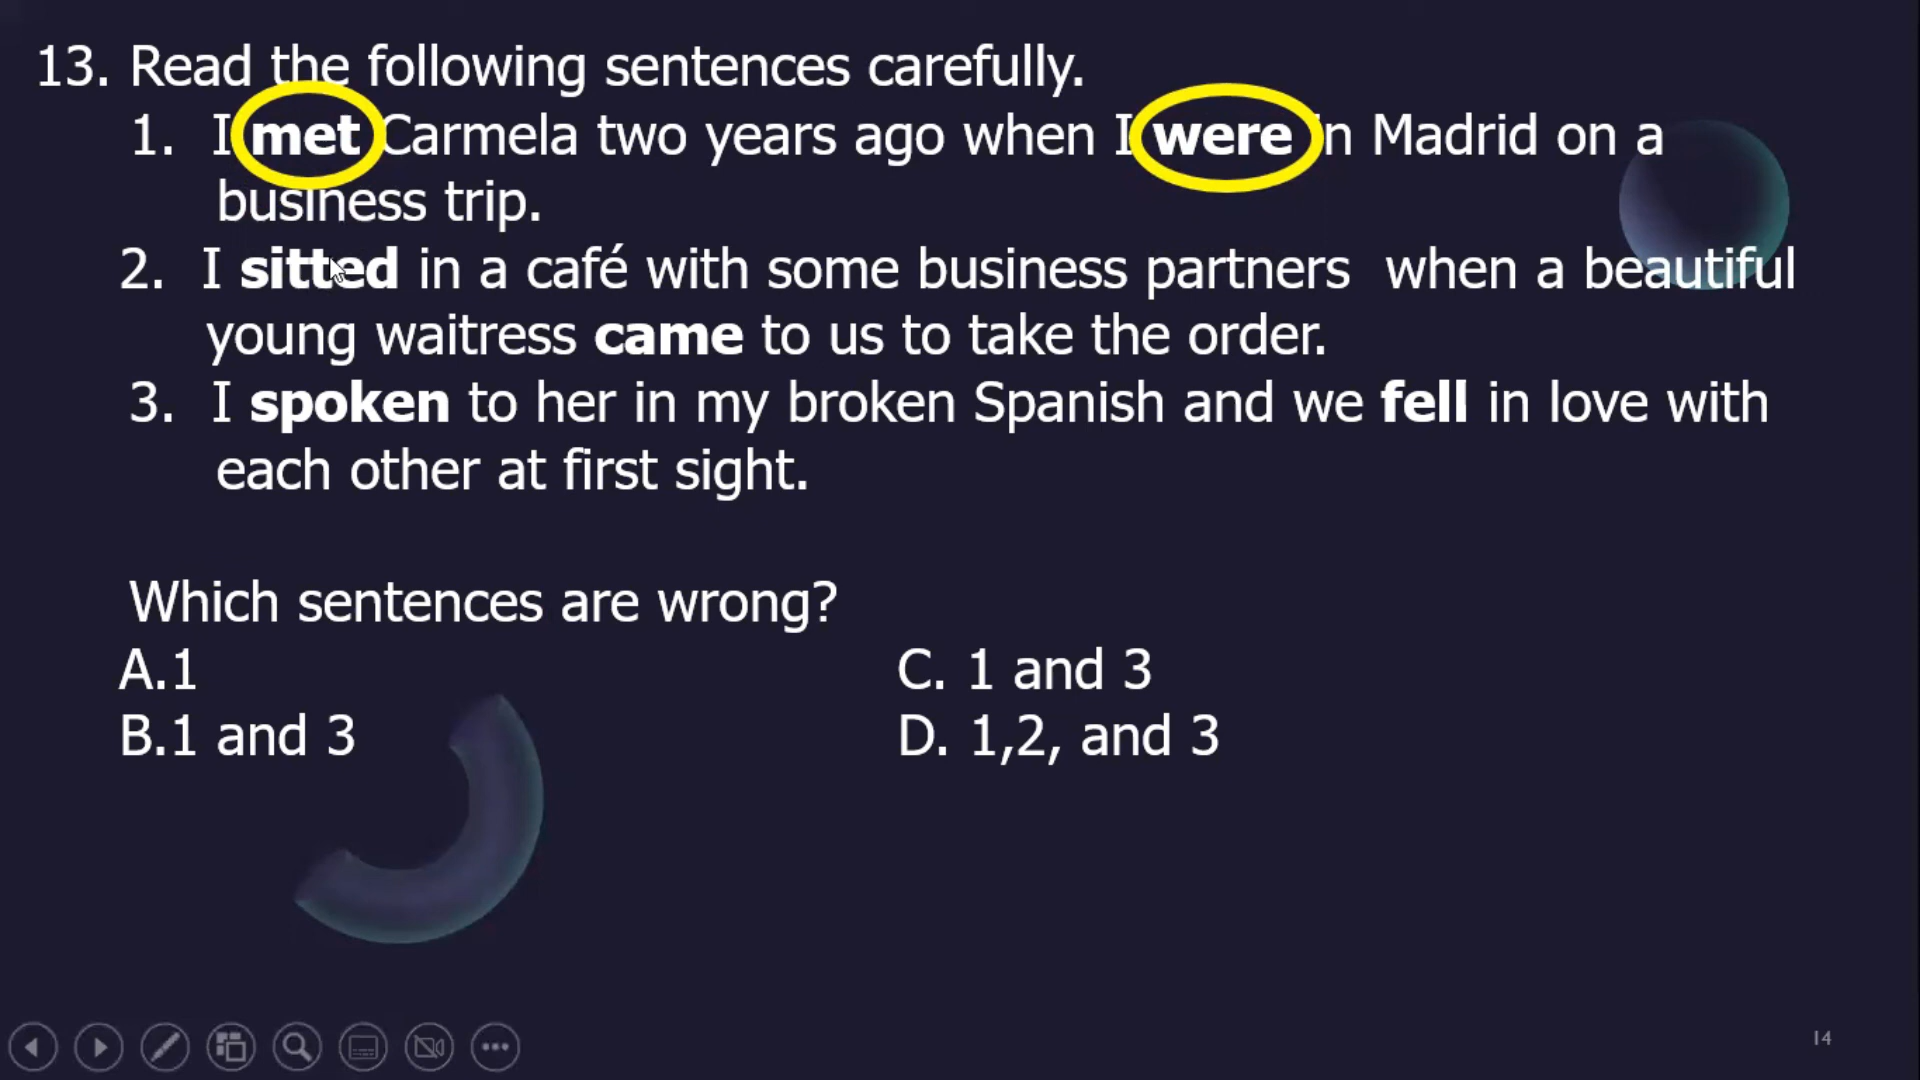 13. Read the following sentences carefully.
1. I met Carmela two years ago when I were in Madrid on a
business trip.
2. I sitted in a café with some business partners when a beautiful
young waitress came to us to take the order.
3. I spoken to her in my broken Spanish and we fell in love with
each other at first sight.
Which sentences are wrong?
A.1
C. 1 and 3
B.1 and 3
D. 1,2, and 3
14